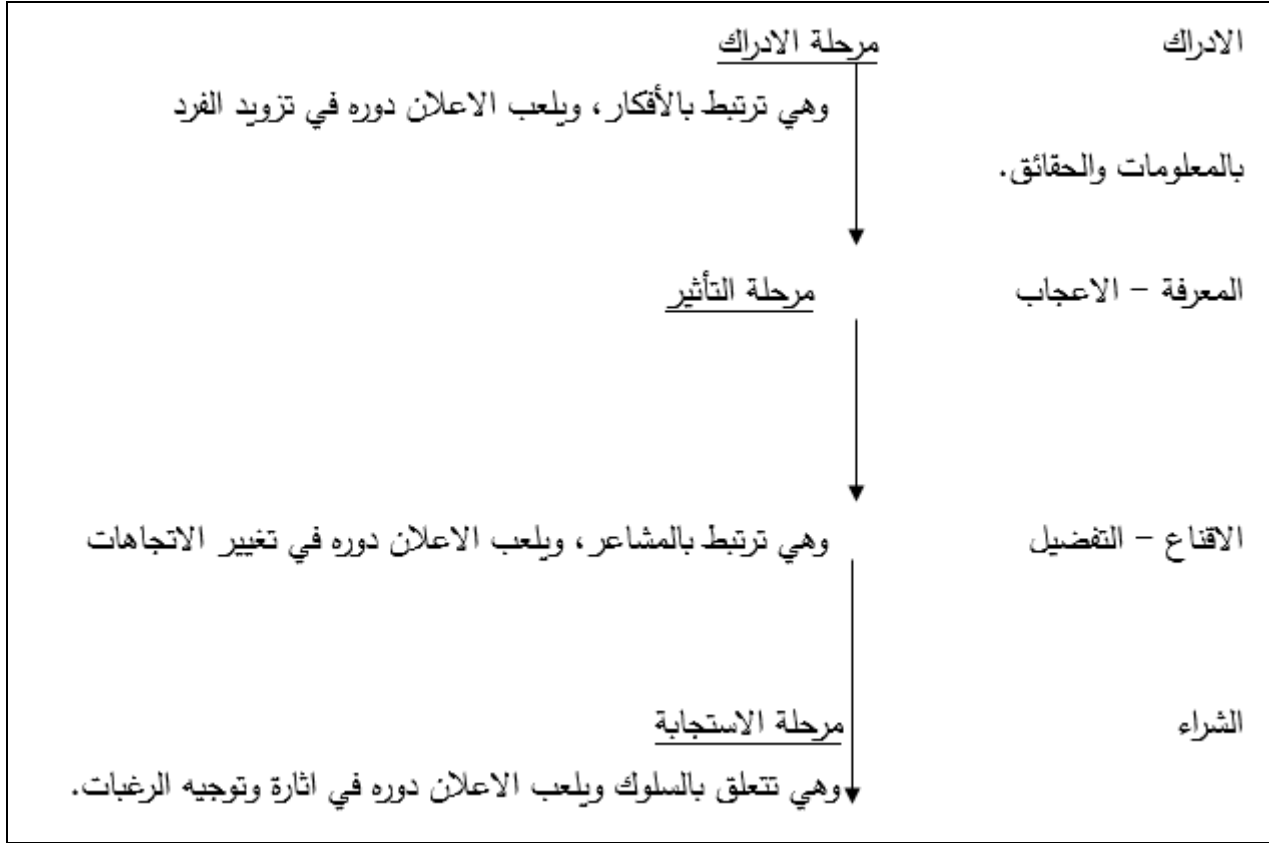 الادراك مرحلة الادراك
وهي ترتبط بالأفكار، ويلعب الاعلان دوره في تزويد الفرد
بالمعلومات والحقائق.
المعرفة – الاعجاب مرحلة التأثير
الاقناع – التفضيل وهي ترتبط بالمشاعر، ويلعب الاعلان دوره في تغيير الاتجاهات
الشراء مرحلة الاستجابة
وهي تتعلق بالسلوك ويلعب الاعلان دوره في اثارة وتوجيه الرغبات.